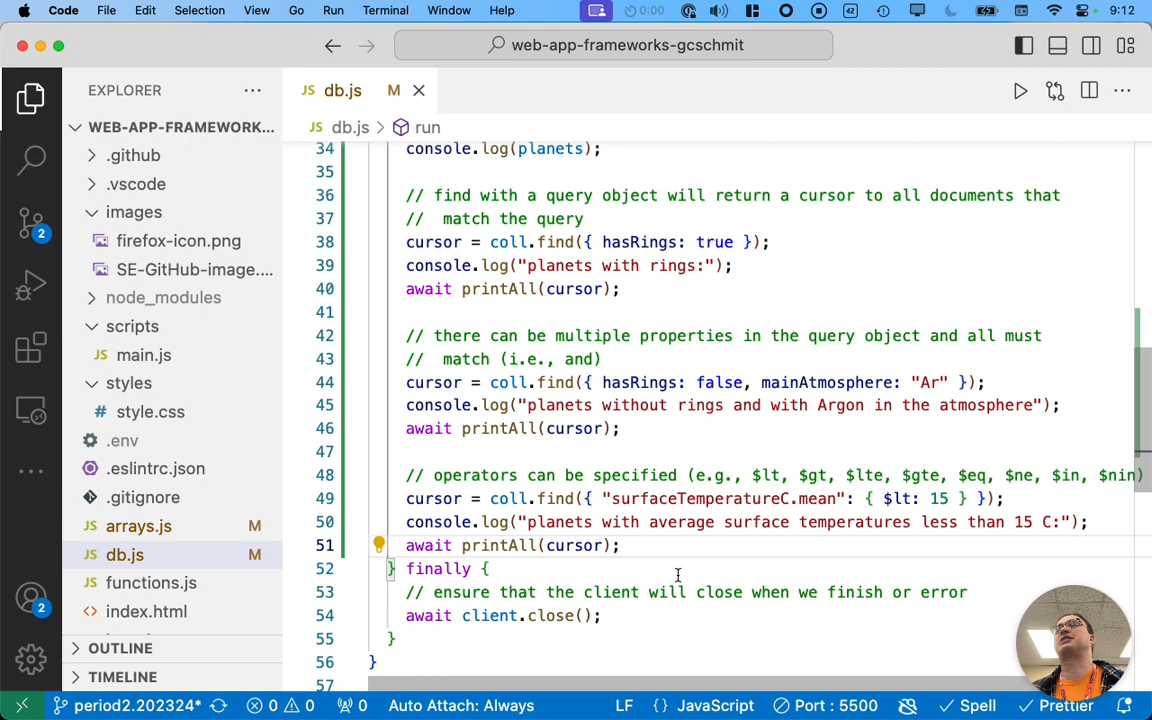 Code File Edit Selection View Go Run Terminal Window Help 0:00 42 9:12
web-app-frameworks-gcschmit
EXPLORER ...
JS db.js M
WEB-APP-FRAMEWORK...
JS db.js > run
.github
.vscode
images
firefox-icon.png
SE-GitHub-image....
node_modules
scripts
JS main.js
styles
# style.css
.env
.eslintrc.json
.gitignore
JS arrays.js M
JS db.js M
JS functions.js
<> index.html
OUTLINE
TIMELINE
2
2
34 console.log(planets);
35
36 // find with a query object will return a cursor to all documents that
37 //  match the query
38 cursor = coll.find({ hasRings: true });
39 console.log("planets with rings:");
40 await printAll(cursor);
41
42 // there can be multiple properties in the query object and all must
43 //  match (i.e., and)
44 cursor = coll.find({ hasRings: false, mainAtmosphere: "Ar" });
45 console.log("planets without rings and with Argon in the atmosphere");
46 await printAll(cursor);
47
48 // operators can be specified (e.g., $lt, $gt, $lte, $gte, $eq, $ne, $in, $nin)
49 cursor = coll.find({ "surfaceTemperatureC.mean": { $lt: 15 } });
50 console.log("planets with average surface temperatures less than 15 C:");
51 await printAll(cursor);
52 } finally {
53 // ensure that the client will close when we finish or error
54 await client.close();
55 }
56 }
57
period2.202324* 0 0 0 Auto Attach: Always LF {} JavaScript Port : 5500 Spell Prettier